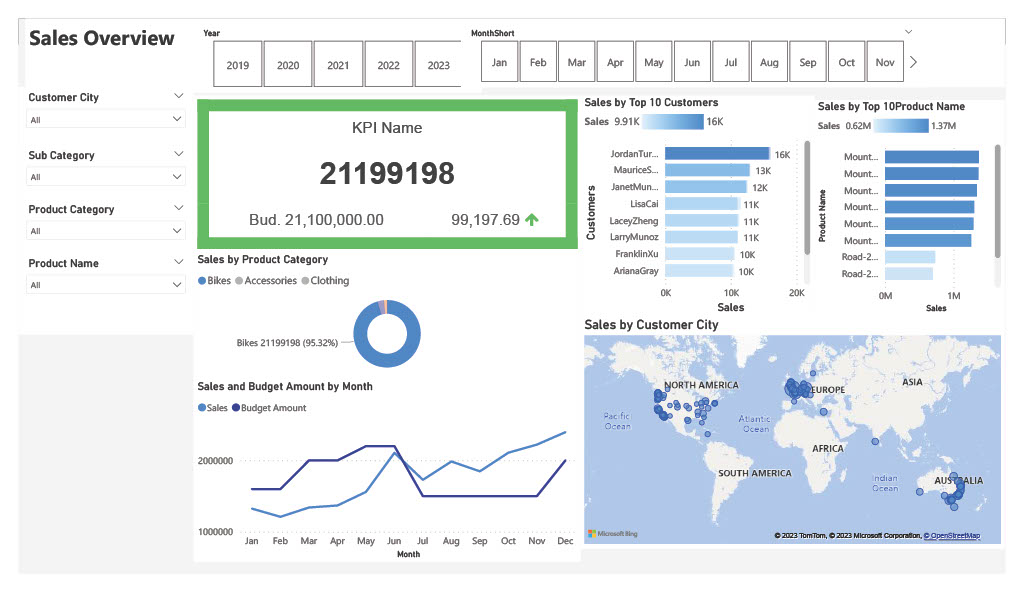 Sales Overview
Year
2019 2020 2021 2022 2023
MonthShort
Jan Feb Mar Apr May Jun Jul Aug Sep Oct Nov
Customer City
All
Sub Category
All
Product Category
All
Product Name
All
KPI Name
21199198
Bud. 21,100,000.00 99,197.69
Sales by Product Category
Bikes Accessories Clothing
Bikes 21199198 (95.32%)
Sales and Budget Amount by Month
Sales Budget Amount
2000000
1000000
Jan Feb Mar Apr May Jun Jul Aug Sep Oct Nov Dec
Month
Sales by Top 10 Customers
Sales 9.91K 16K
Customers
JordanTur... 16K
MauriceS... 13K
JanetMun... 12K
LisaCai 11K
LaceyZheng 11K
LarryMunoz 11K
FranklinXu 10K
ArianaGray 10K
0K 10K 20K
Sales
Sales by Top 10Product Name
Sales 0.62M 1.37M
Product Name
Mount...
Mount...
Mount...
Mount...
Mount...
Mount...
Road-2...
Road-2...
0M 1M
Sales
Sales by Customer City
NORTH AMERICA
EUROPE
ASIA
Pacific
Ocean
Atlantic
Ocean
AFRICA
SOUTH AMERICA
Indian
Ocean
AUSTRALIA
Microsoft Bing
© 2023 TomTom, © 2023 Microsoft Corporation, © OpenStreetMap